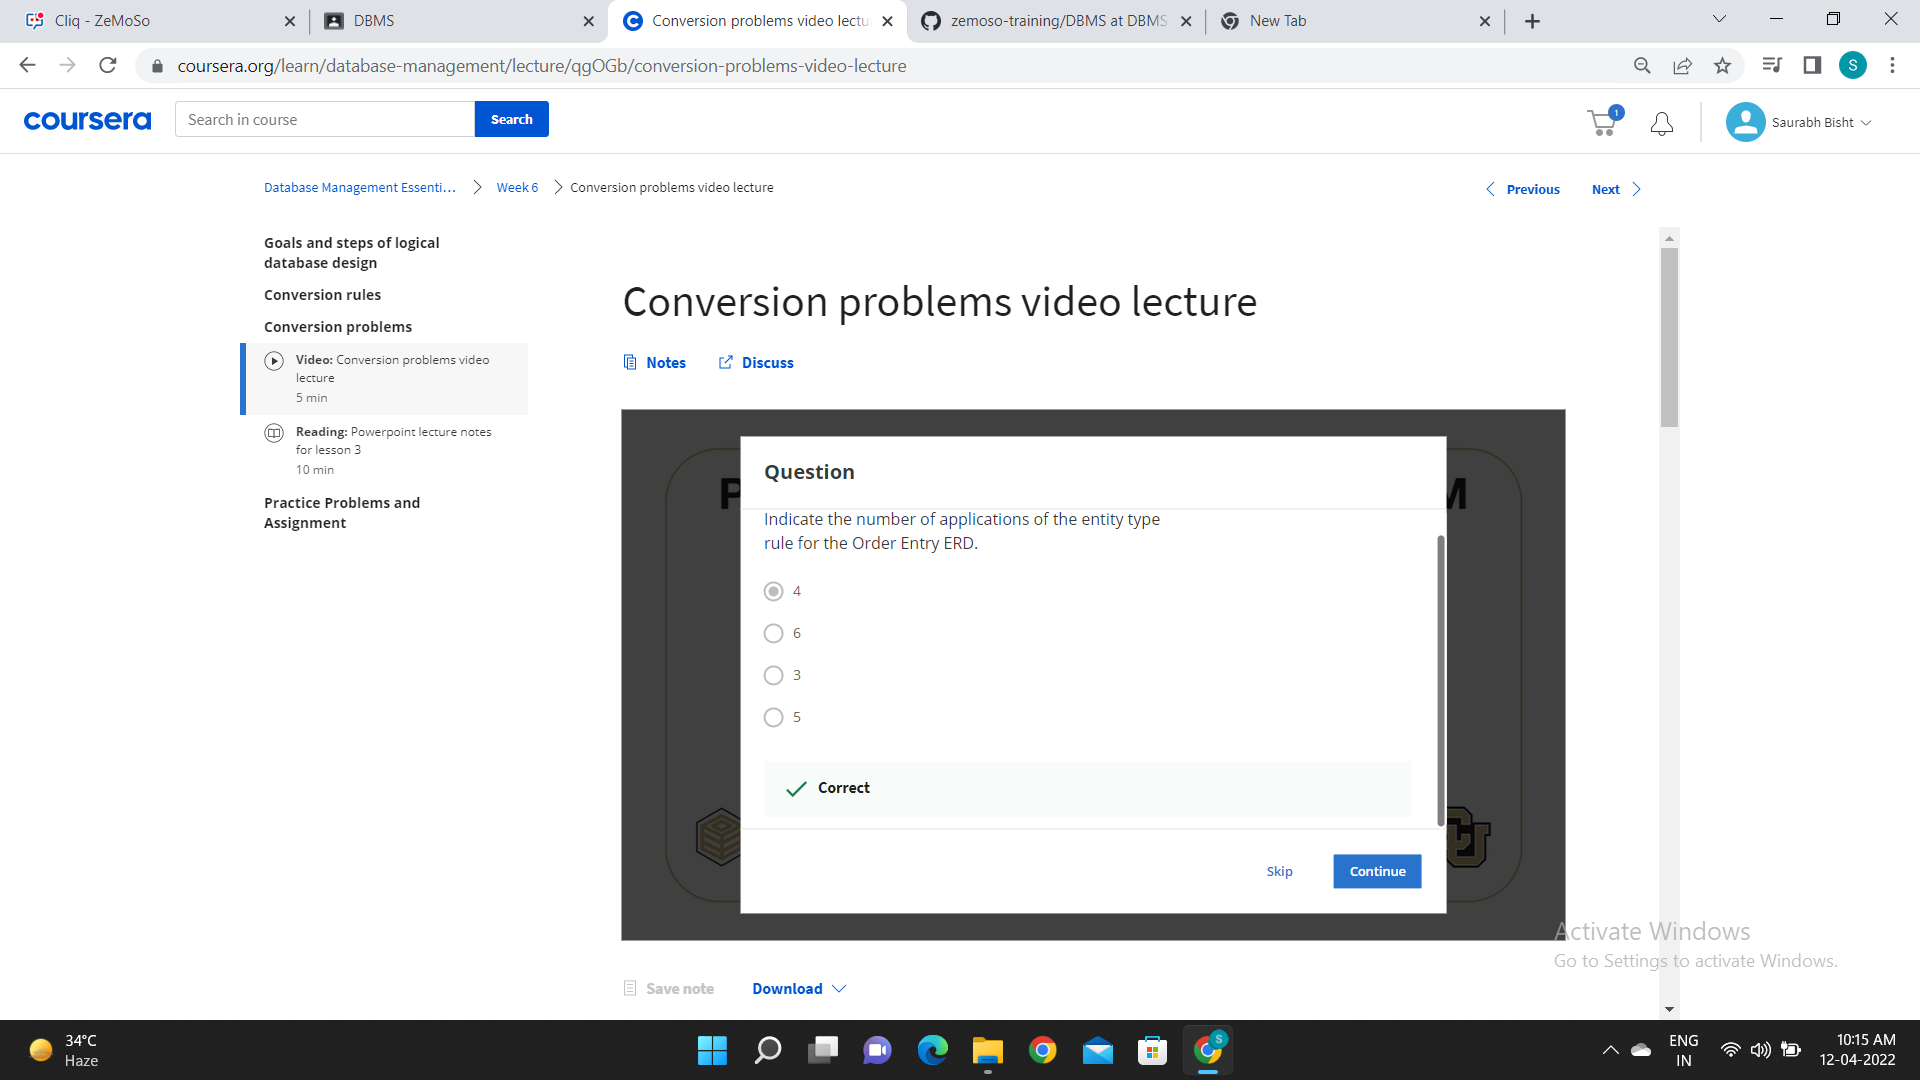 Cliq - ZeMoSo
DBMS
Conversion problems video lectu
zemoso-training/DBMS at DBMS
New Tab
coursera.org/learn/database-management/lecture/qgOGb/conversion-problems-video-lecture
S
coursera
Search in course
Search
1
Saurabh Bisht
Database Management Essenti...
Week 6
Conversion problems video lecture
Previous
Next
Goals and steps of logical
database design
Conversion rules
Conversion problems
Video: Conversion problems video
lecture
5 min
Reading: Powerpoint lecture notes
for lesson 3
10 min
Practice Problems and
Assignment
Conversion problems video lecture
Notes
Discuss
Question
Indicate the number of applications of the entity type
rule for the Order Entry ERD.
4
6
3
5
Correct
Skip
Continue
Activate Windows
Go to Settings to activate Windows.
Save note
Download
34°C
Haze
S
ENG
IN
10:15 AM
12-04-2022